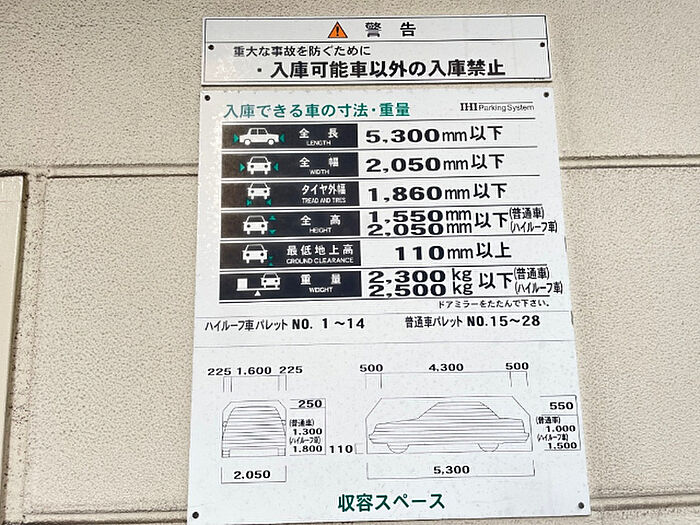 警告
重大な事故を防ぐために
・入庫可能車以外の入庫禁止
入庫できる車の寸法・重量 IHI Parking System
全長 LENGTH 5,300mm以下
全幅 WIDTH 2,050mm以下
タイヤ外幅 TREAD AND TIRES 1,860mm以下
全高 HEIGHT 1,550mm 2,050mm 以下 (普通車) (ハイルーフ車)
最低地上高 GROUND CLEARANCE 110mm以上
重量 WEIGHT 2,300kg 2,500kg 以下 (普通車) (ハイルーフ車)
ドアミラーをたたんで下さい。
ハイルーフ車パレット NO. 1～14 普通車パレット NO.15～28
225 1.600 225 500 4.300 500
250
(普通車)
1.300
(ハイルーフ車)
1.800
2.050
550
(普通車)
1.000
(ハイルーフ車)
1.500
110
5,300
収容スペース